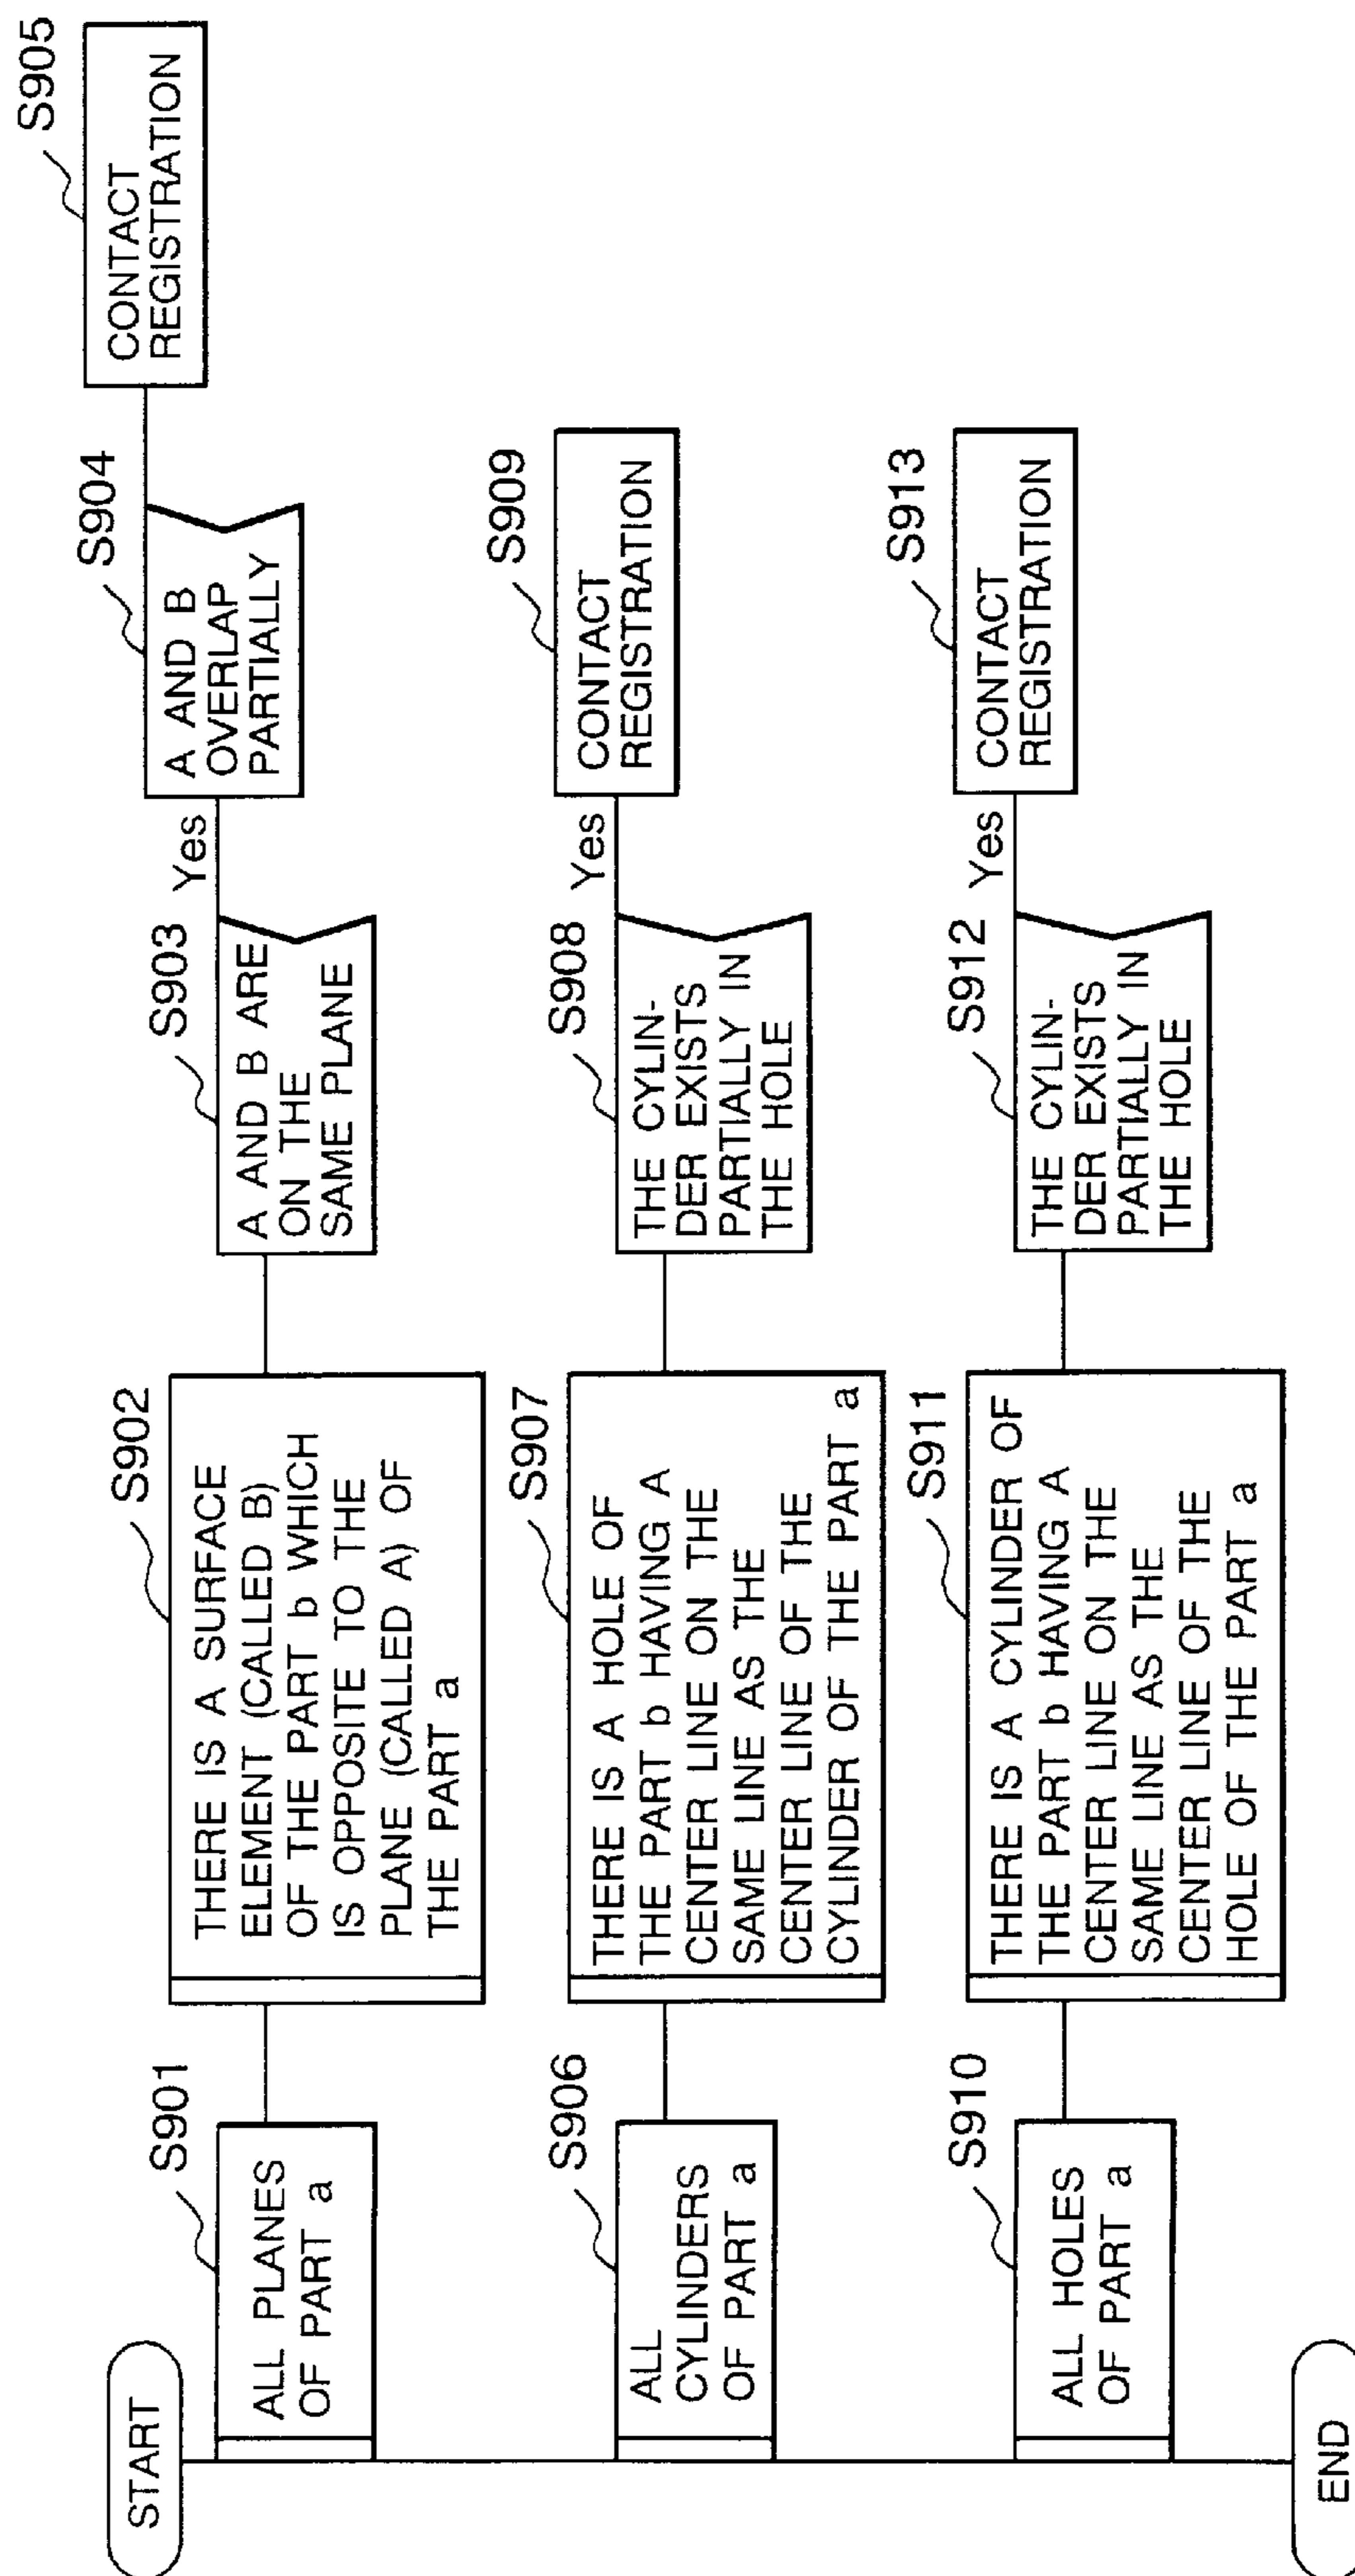 START
S901
ALL PLANES
OF PART a
S902
THERE IS A SURFACE
ELEMENT (CALLED B)
OF THE PART b WHICH
IS OPPOSITE TO THE
PLANE (CALLED A) OF
THE PART a
S903
A AND B ARE
ON THE
SAME PLANE
Yes
S904
A AND B
OVERLAP
PARTIALLY
S905
CONTACT
REGISTRATION
S906
ALL
CYLINDERS
OF PART a
S907
THERE IS A HOLE OF
THE PART b HAVING A
CENTER LINE ON THE
SAME LINE AS THE
CENTER LINE OF THE
CYLINDER OF THE PART a
S908
THE CYLIN-
DER EXISTS
PARTIALLY IN
THE HOLE
Yes
S909
CONTACT
REGISTRATION
S910
ALL HOLES
OF PART a
S911
THERE IS A CYLINDER OF
THE PART b HAVING A
CENTER LINE ON THE
SAME LINE AS THE
CENTER LINE OF THE
HOLE OF THE PART a
S912
THE CYLIN-
DER EXISTS
PARTIALLY IN
THE HOLE
Yes
S913
CONTACT
REGISTRATION
END